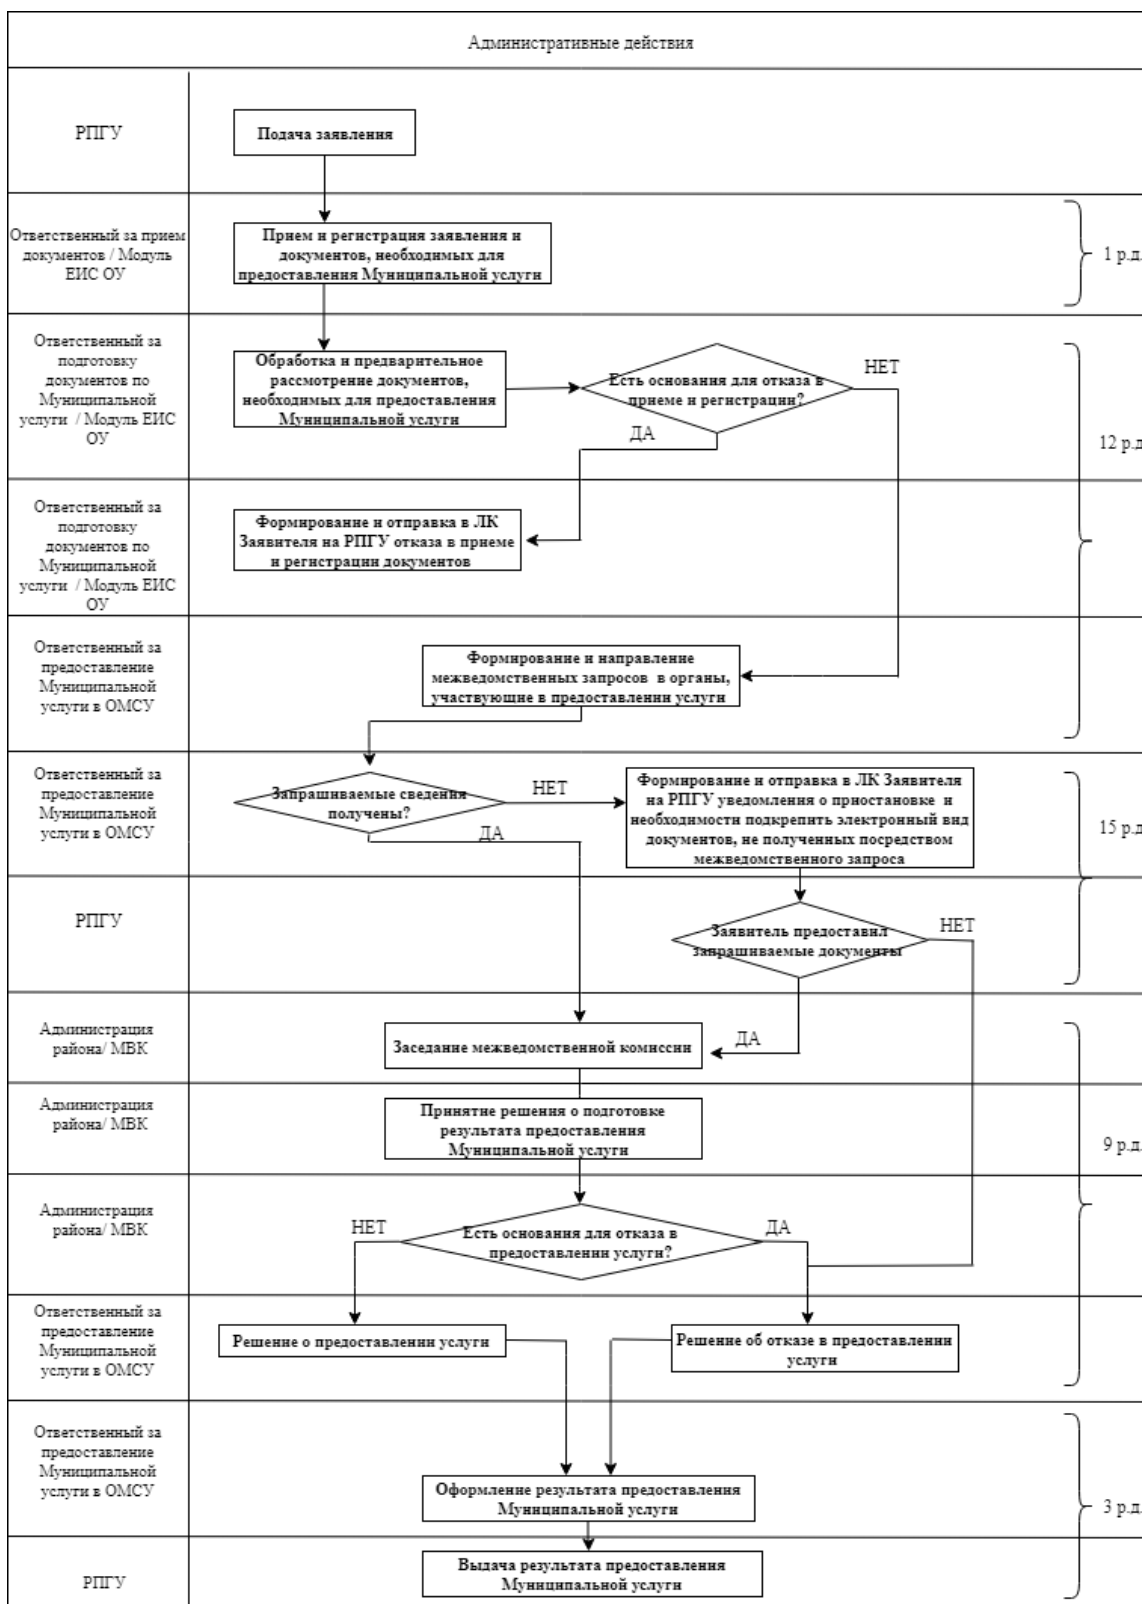 Административные действия
РПГУ
Подача заявления
Ответственный за прием
документов / Модуль
ЕИС ОУ
Прием и регистрация заявления и
документов, необходимых для
предоставления Муниципальной услуги
1 р.д.
Ответственный за
подготовку
документов по
Муниципальной
услуги / Модуль ЕИС
ОУ
Обработка и предварительное
рассмотрение документов,
необходимых для предоставления
Муниципальной услуги
Есть основания для отказа в
приеме и регистрации?
НЕТ
ДА
12 р.д
Ответственный за
подготовку
документов по
Муниципальной
услуги / Модуль ЕИС
ОУ
Формирование и отправка в ЛК
Заявителя на РПГУ отказа в приеме
и регистрации документов
Ответственный за
предоставление
Муниципальной
услуги в ОМСУ
Формирование и направление
межведомственных запросов в органы,
участвующие в предоставлении услуги
Ответственный за
предоставление
Муниципальной
услуги в ОМСУ
Запрашиваемые сведения
получены?
НЕТ
ДА
Формирование и отправка в ЛК Заявителя
на РПГУ уведомления о приостановке и
необходимости подкрепить электронный вид
документов, не полученных посредством
межведомственного запроса
15 р.д
РПГУ
Заявитель предоставил
запрашиваемые документы
НЕТ
ДА
Администрация
района/ МВК
Заседание межведомственной комиссии
Администрация
района/ МВК
Принятие решения о подготовке
результата предоставления
Муниципальной услуги
9 р.д.
Администрация
района/ МВК
НЕТ
Есть основания для отказа в
предоставлении услуги?
ДА
Ответственный за
предоставление
Муниципальной
услуги в ОМСУ
Решение о предоставлении услуги
Решение об отказе в предоставлении
услуги
Ответственный за
предоставление
Муниципальной
услуги в ОМСУ
Оформление результата предоставления
Муниципальной услуги
3 р.д.
РПГУ
Выдача результата предоставления
Муниципальной услуги